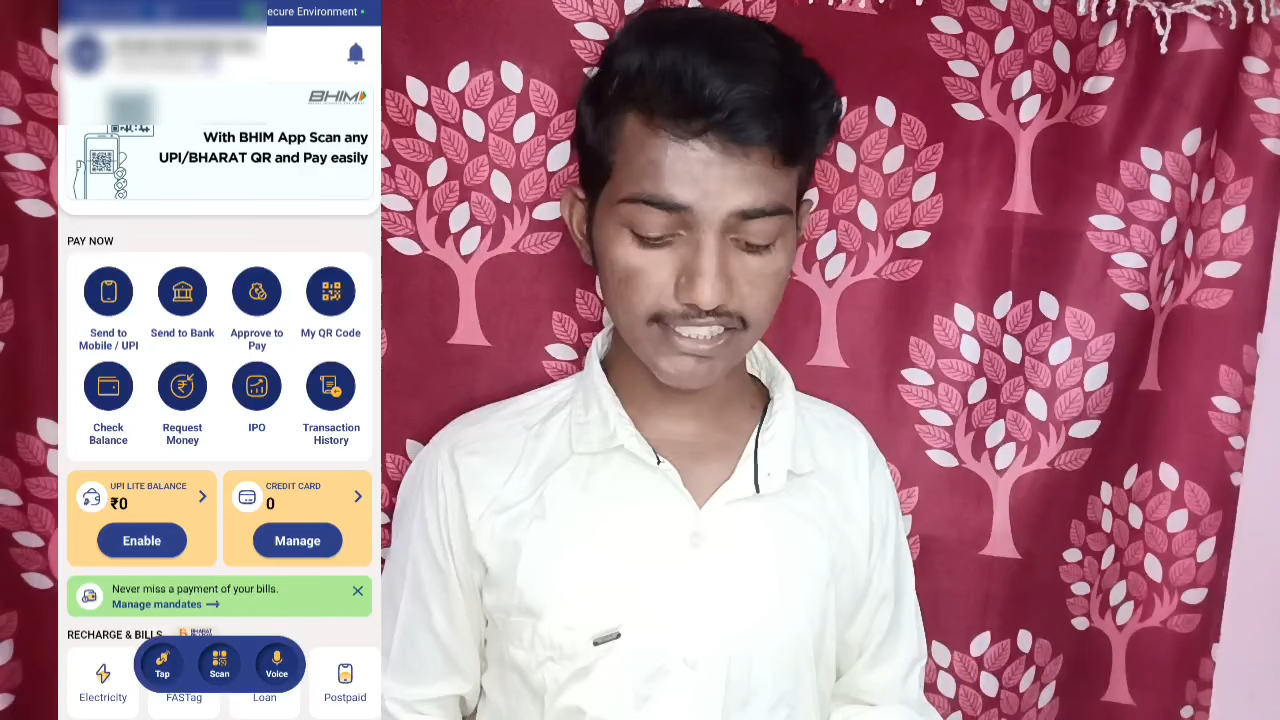 ecure Environment
BHIM
With BHIM App Scan any
UPI/BHARAT QR and Pay easily
PAY NOW
Send to Mobile / UPI
Send to Bank
Approve to Pay
My QR Code
Check Balance
Request Money
IPO
Transaction History
UPI LITE BALANCE
₹0
Enable
CREDIT CARD
0
Manage
Never miss a payment of your bills.
Manage mandates
RECHARGE & BILLS
BHARAT
Tap
Scan
Voice
Electricity
FASTag
Loan
Postpaid